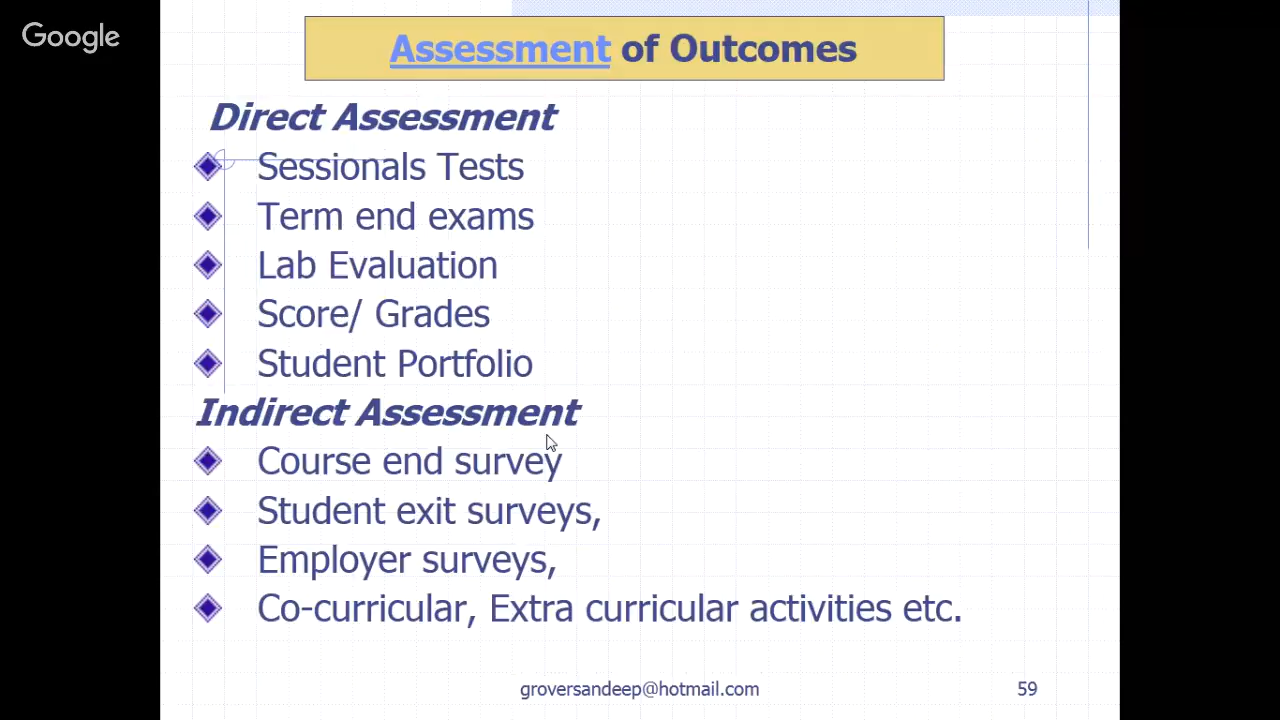 Google
Assessment of Outcomes
Direct Assessment
Sessionals Tests
Term end exams
Lab Evaluation
Score/ Grades
Student Portfolio
Indirect Assessment
Course end survey
Student exit surveys,
Employer surveys,
Co-curricular, Extra curricular activities etc.
groversandeep@hotmail.com
59